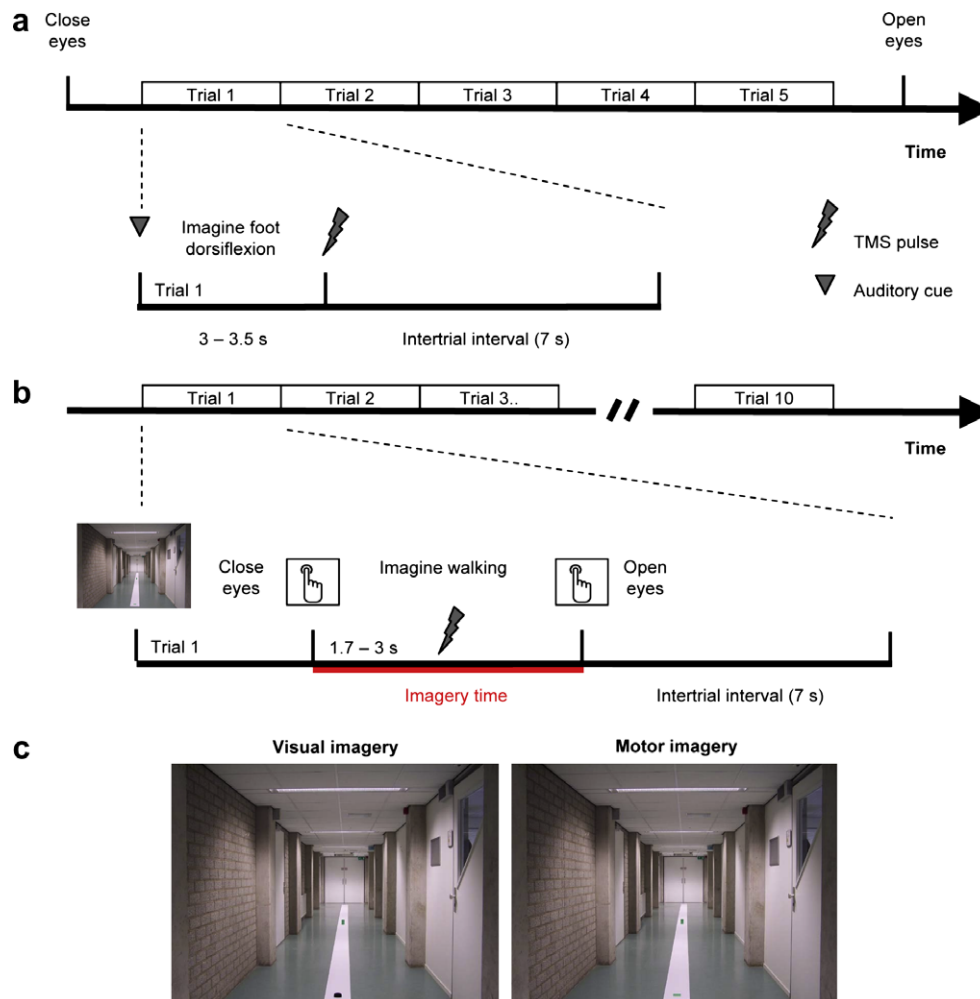 a
Close
eyes
Open
eyes
Trial 1
Trial 2
Trial 3
Trial 4
Trial 5
Time
Imagine foot
dorsiflexion
TMS pulse
Trial 1
Auditory cue
3 – 3.5 s
Intertrial interval (7 s)
b
Trial 1
Trial 2
Trial 3..
Trial 10
Time
Close
eyes
Imagine walking
Open
eyes
Trial 1
1.7 – 3 s
Imagery time
Intertrial interval (7 s)
c
Visual imagery
Motor imagery